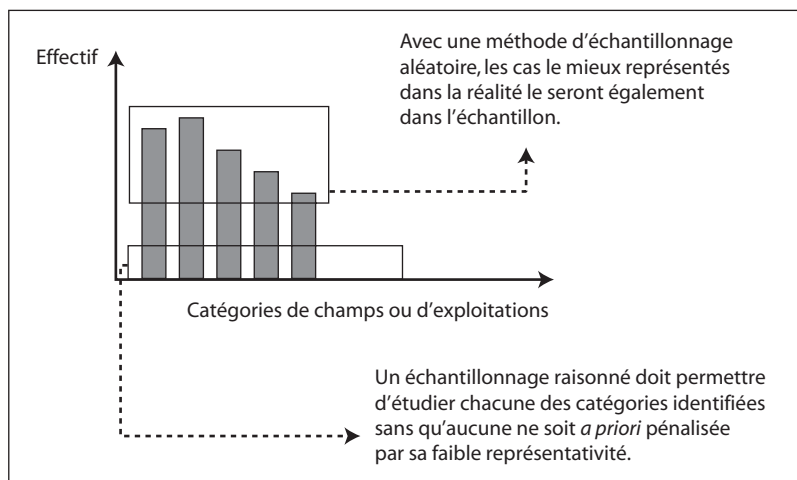 Effectif
Avec une méthode d'échantillonnage
aléatoire, les cas le mieux représentés
dans la réalité le seront également
dans l'échantillon.
Catégories de champs ou d'exploitations
Un échantillonnage raisonné doit permettre
d'étudier chacune des catégories identifiées
sans qu'aucune ne soit a priori pénalisée
par sa faible représentativité.